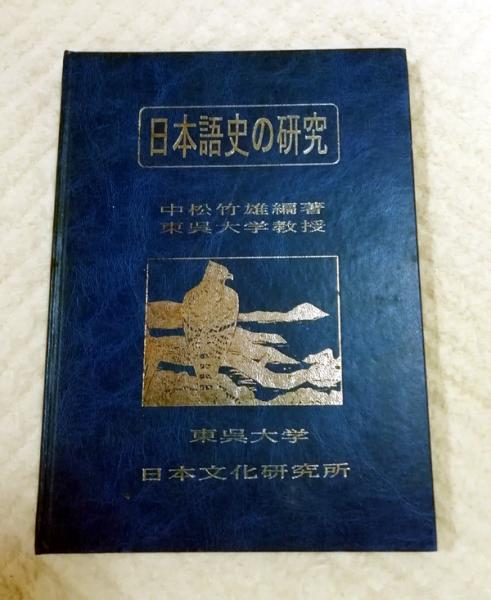 日本語史の研究
中松竹雄編著
東呉大学教授
東呉大学
日本文化研究所